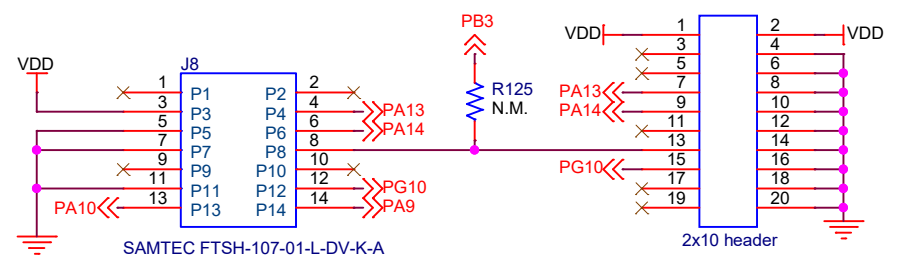 PB3
VDD
1
2
VDD
3
4
5
6
PA13
7
8
PA14
9
10
11
12
13
14
PG10
15
16
17
18
19
20
2x10 header
R125
N.M.
VDD
J8
1
P1
P2
2
3
P3
P4
4
PA13
5
P5
P6
6
PA14
7
P7
P8
8
9
P9
P10
10
11
P11
P12
12
PG10
PA10
13
P13
P14
14
PA9
SAMTEC FTSH-107-01-L-DV-K-A